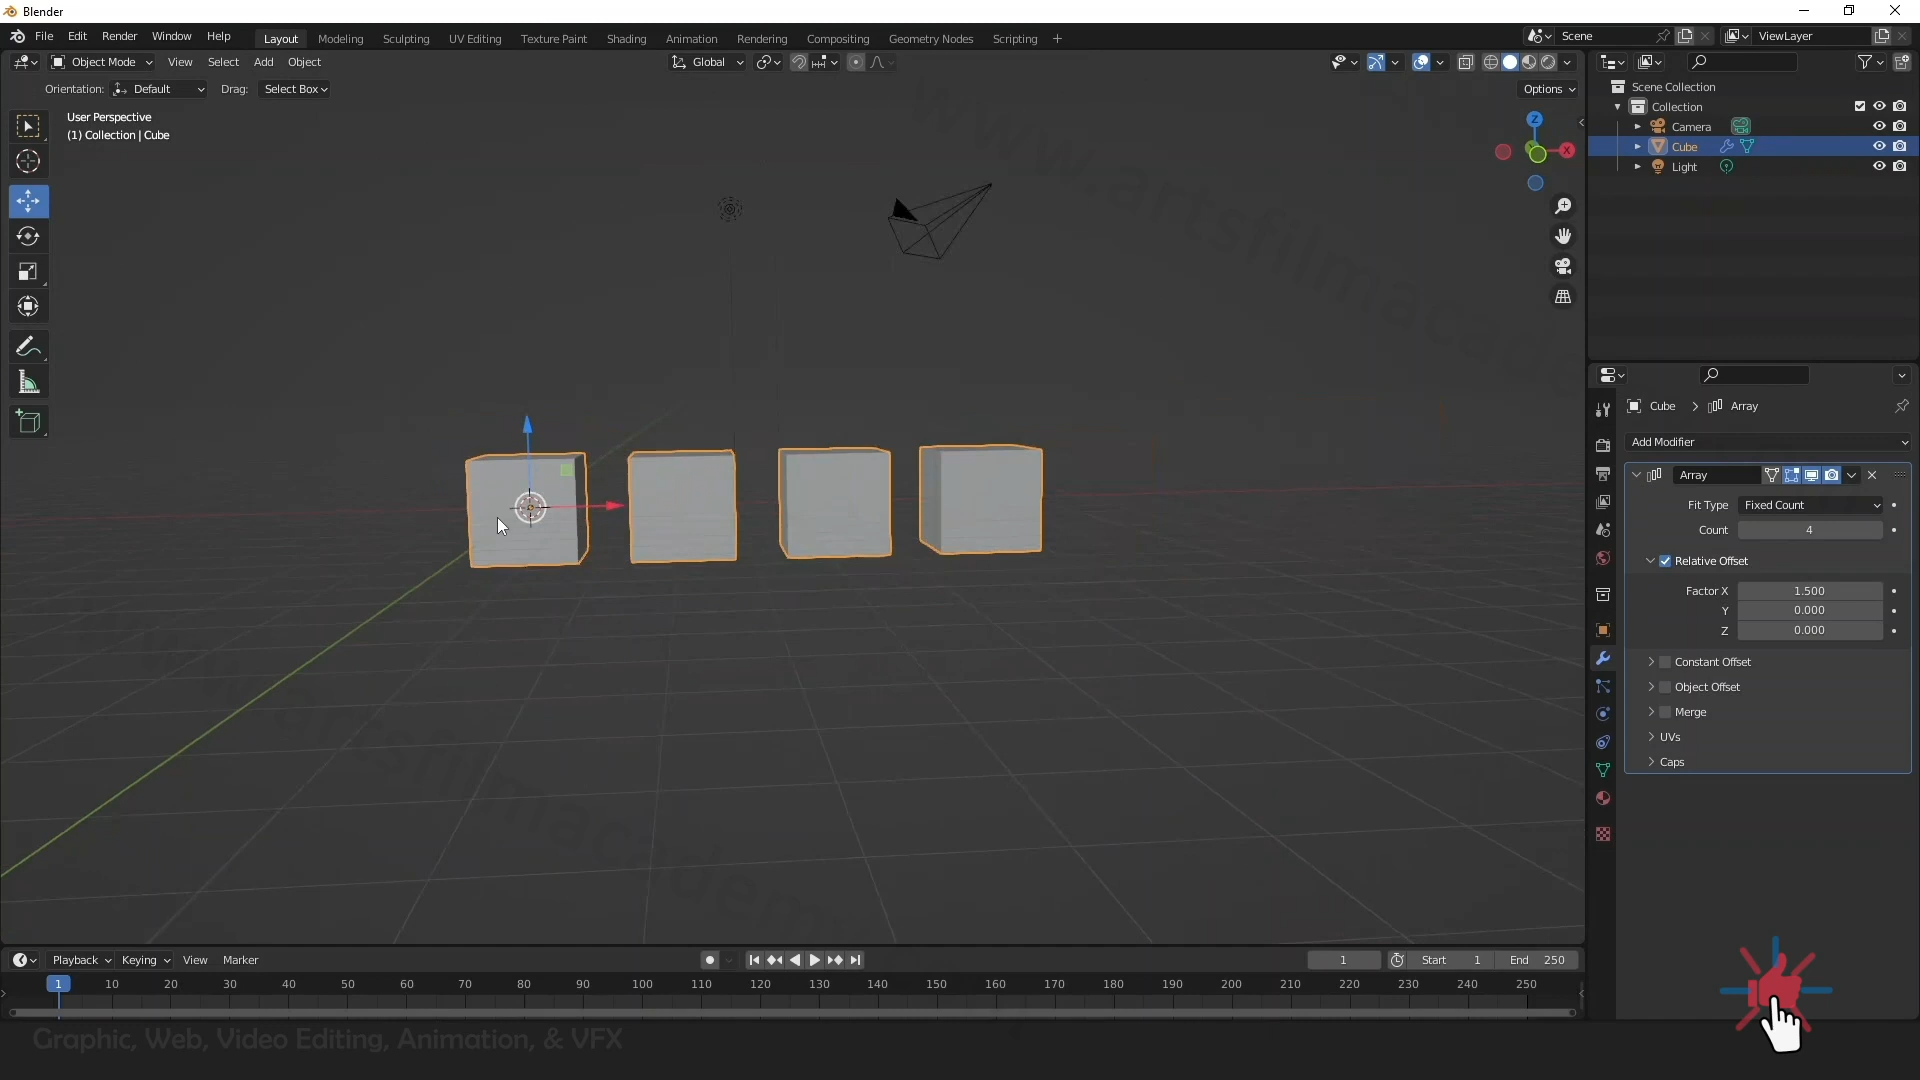 Blender
File Edit Render Window Help Layout Modeling Sculpting UV Editing Texture Paint Shading Animation Rendering Compositing Geometry Nodes Scripting + Scene ViewLayer
Object Mode View Select Add Object Global
Orientation: Default Drag: Select Box Options
User Perspective
(1) Collection | Cube
Z
X
Scene Collection
Collection
Camera
Cube
Light
Cube > Array
Add Modifier
Array
Fit Type Fixed Count
Count 4
Relative Offset
Factor X 1.500
Y 0.000
Z 0.000
Constant Offset
Object Offset
Merge
UVs
Caps
www.artsfilmacade
www.artsfilmacadem
Playback Keying View Marker 1 Start 1 End 250
1 10 20 30 40 50 60 70 80 90 100 110 120 130 140 150 160 170 180 190 200 210 220 230 240 250
Graphic, Web, Video Editing, Animation, & VFX